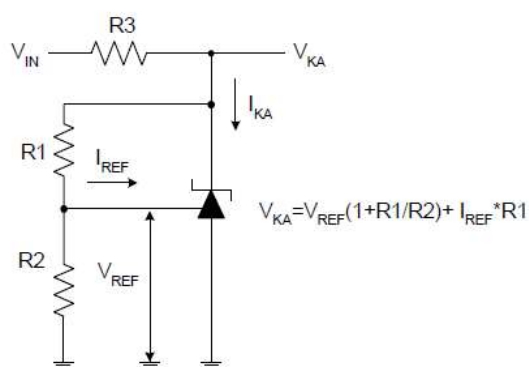 R3
V_IN
V_KA
I_KA
R1
I_REF
V_KA=V_REF(1+R1/R2)+ I_REF*R1
R2
V_REF